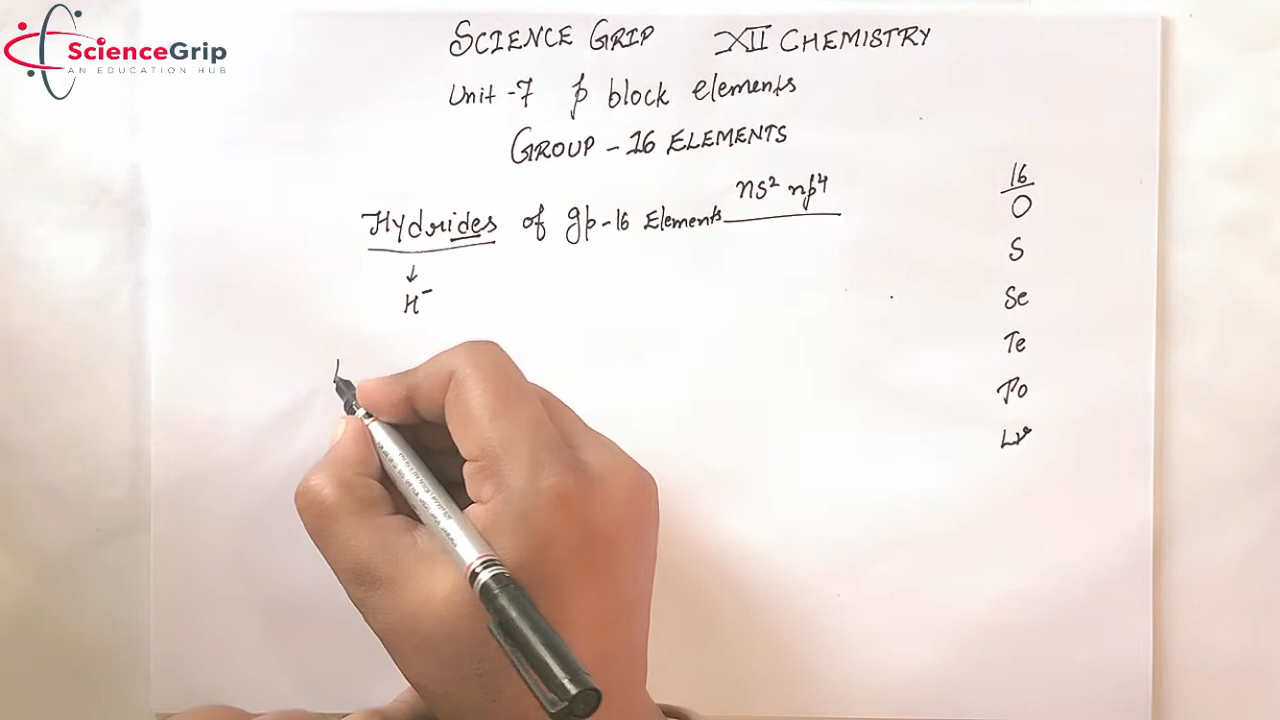 ScienceGrip
AN EDUCATION HUB
SCIENCE GRIP XII CHEMISTRY
Unit -7 p block elements
GROUP - 16 ELEMENTS
Hydrides of gp-16 Elements ns² np⁴
↓
H⁻
16
O
S
Se
Te
Po
Lv